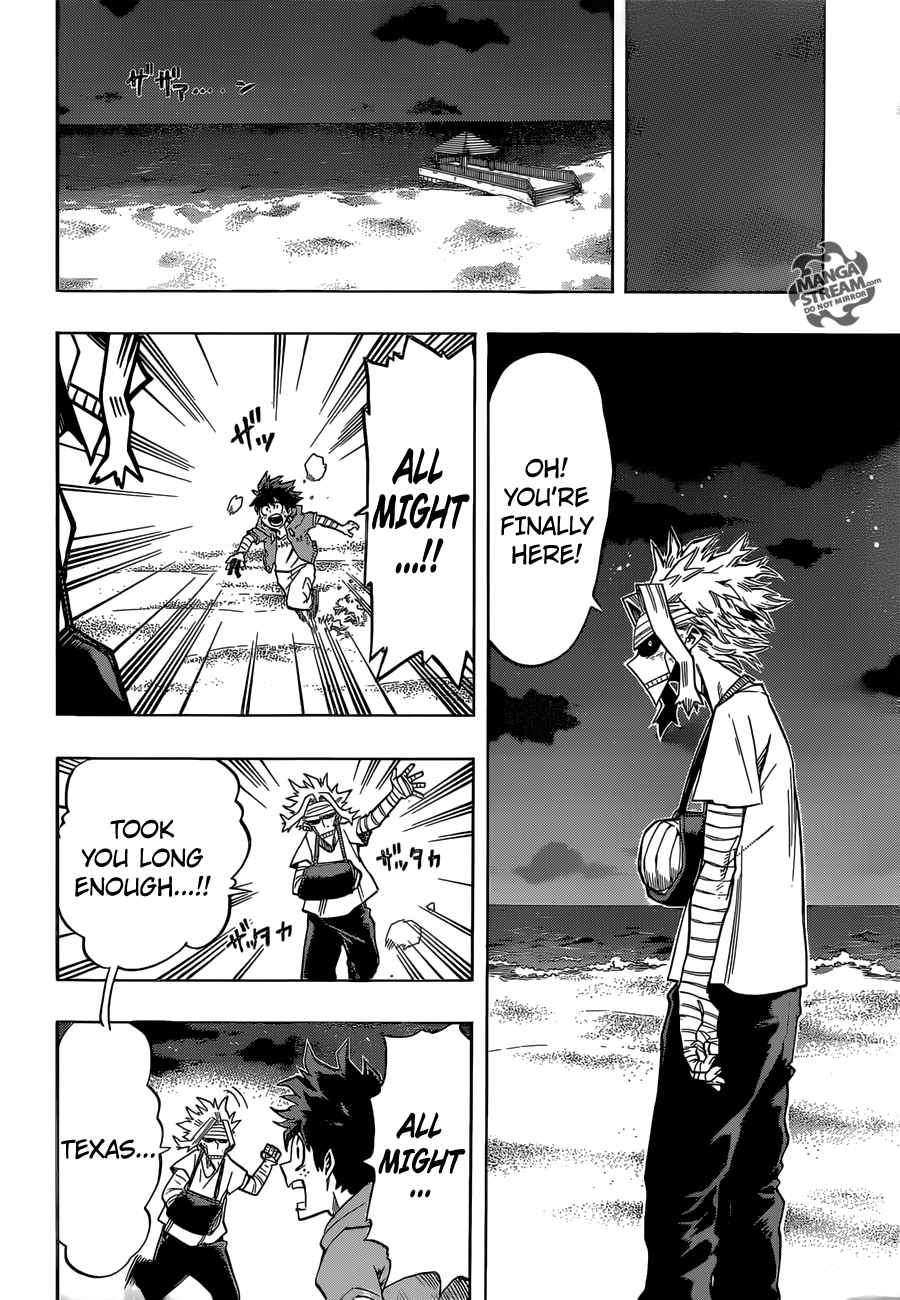 ザザァ....ン
MANGA
STREAM.com
DO NOT MIRROR
OH!
YOU'RE
FINALLY
HERE!
ALL
MIGHT
...!!
ザッ
TOOK
YOU LONG
ENOUGH...!!
ザッタカ
ザッタカ
ALL
MIGHT
...
TEXAS...